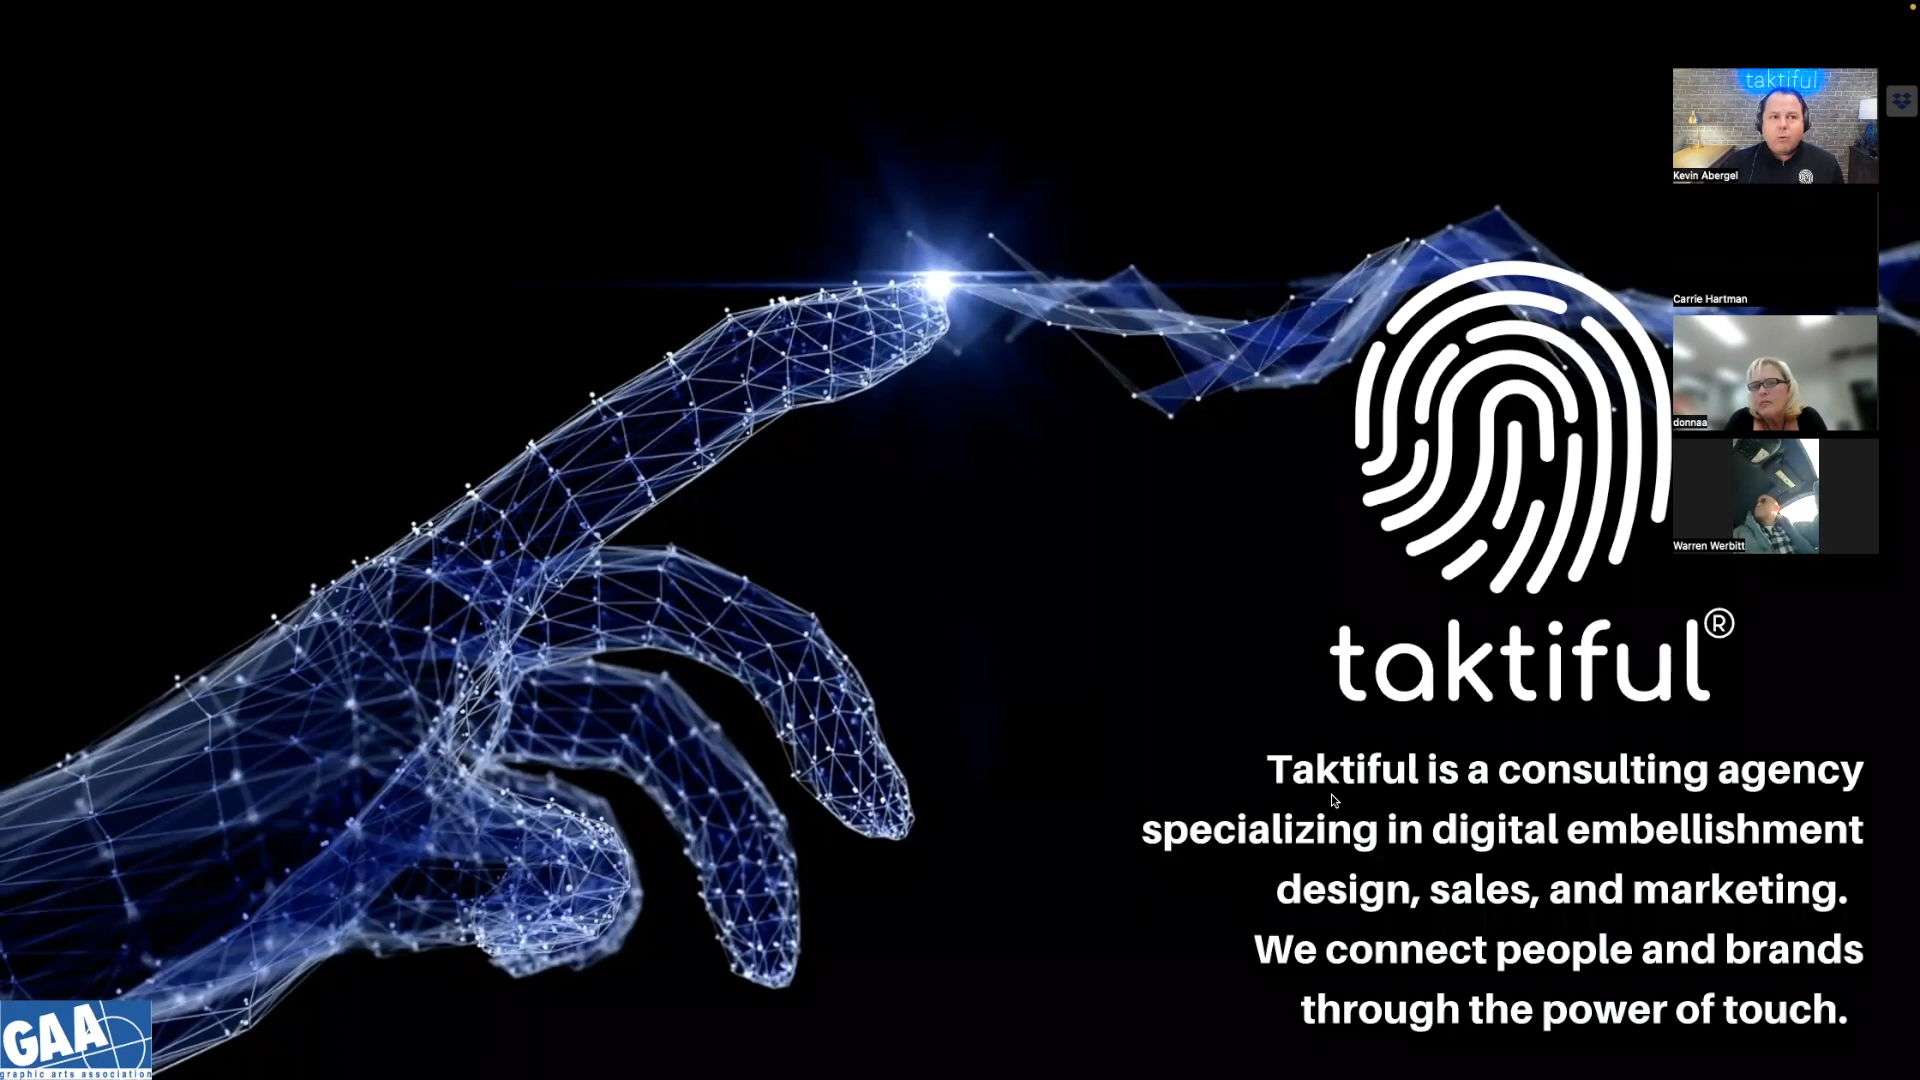 taktiful
Kevin Abergel
Carrie Hartman
donnaa
Warren Werbitt
taktiful®
Taktiful is a consulting agency
specializing in digital embellishment
design, sales, and marketing.
We connect people and brands
through the power of touch.
GAA
graphic arts association